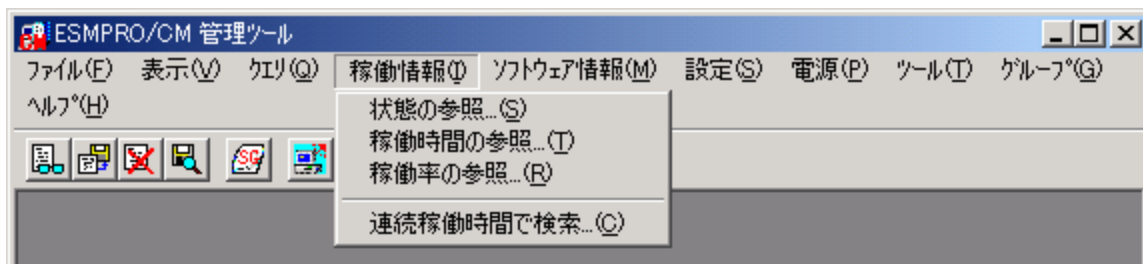 ESMPRO/CM 管理ﾂｰﾙ
ﾌｧｲﾙ(F) 表示(V) ｸｴﾘ(Q) 稼働情報(I) ｿﾌﾄｳｪｱ情報(M) 設定(S) 電源(P) ﾂｰﾙ(T) ｸﾞﾙｰﾌﾟ(G)
ﾍﾙﾌﾟ(H)
状態の参照...(S)
稼働時間の参照...(T)
稼働率の参照...(R)
連続稼働時間で検索...(C)
SG